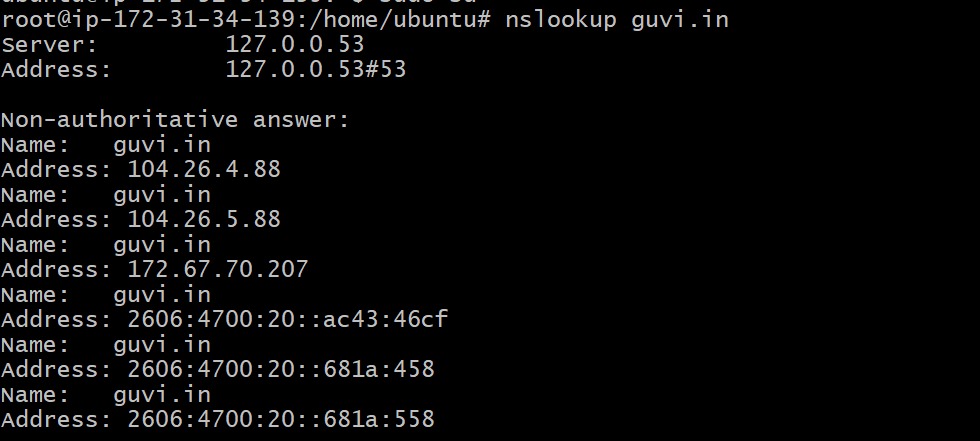 root@ip-172-31-34-139:/home/ubuntu# nslookup guvi.in
Server:         127.0.0.53
Address:        127.0.0.53#53
Non-authoritative answer:
Name:   guvi.in
Address: 104.26.4.88
Name:   guvi.in
Address: 104.26.5.88
Name:   guvi.in
Address: 172.67.70.207
Name:   guvi.in
Address: 2606:4700:20::ac43:46cf
Name:   guvi.in
Address: 2606:4700:20::681a:458
Name:   guvi.in
Address: 2606:4700:20::681a:558